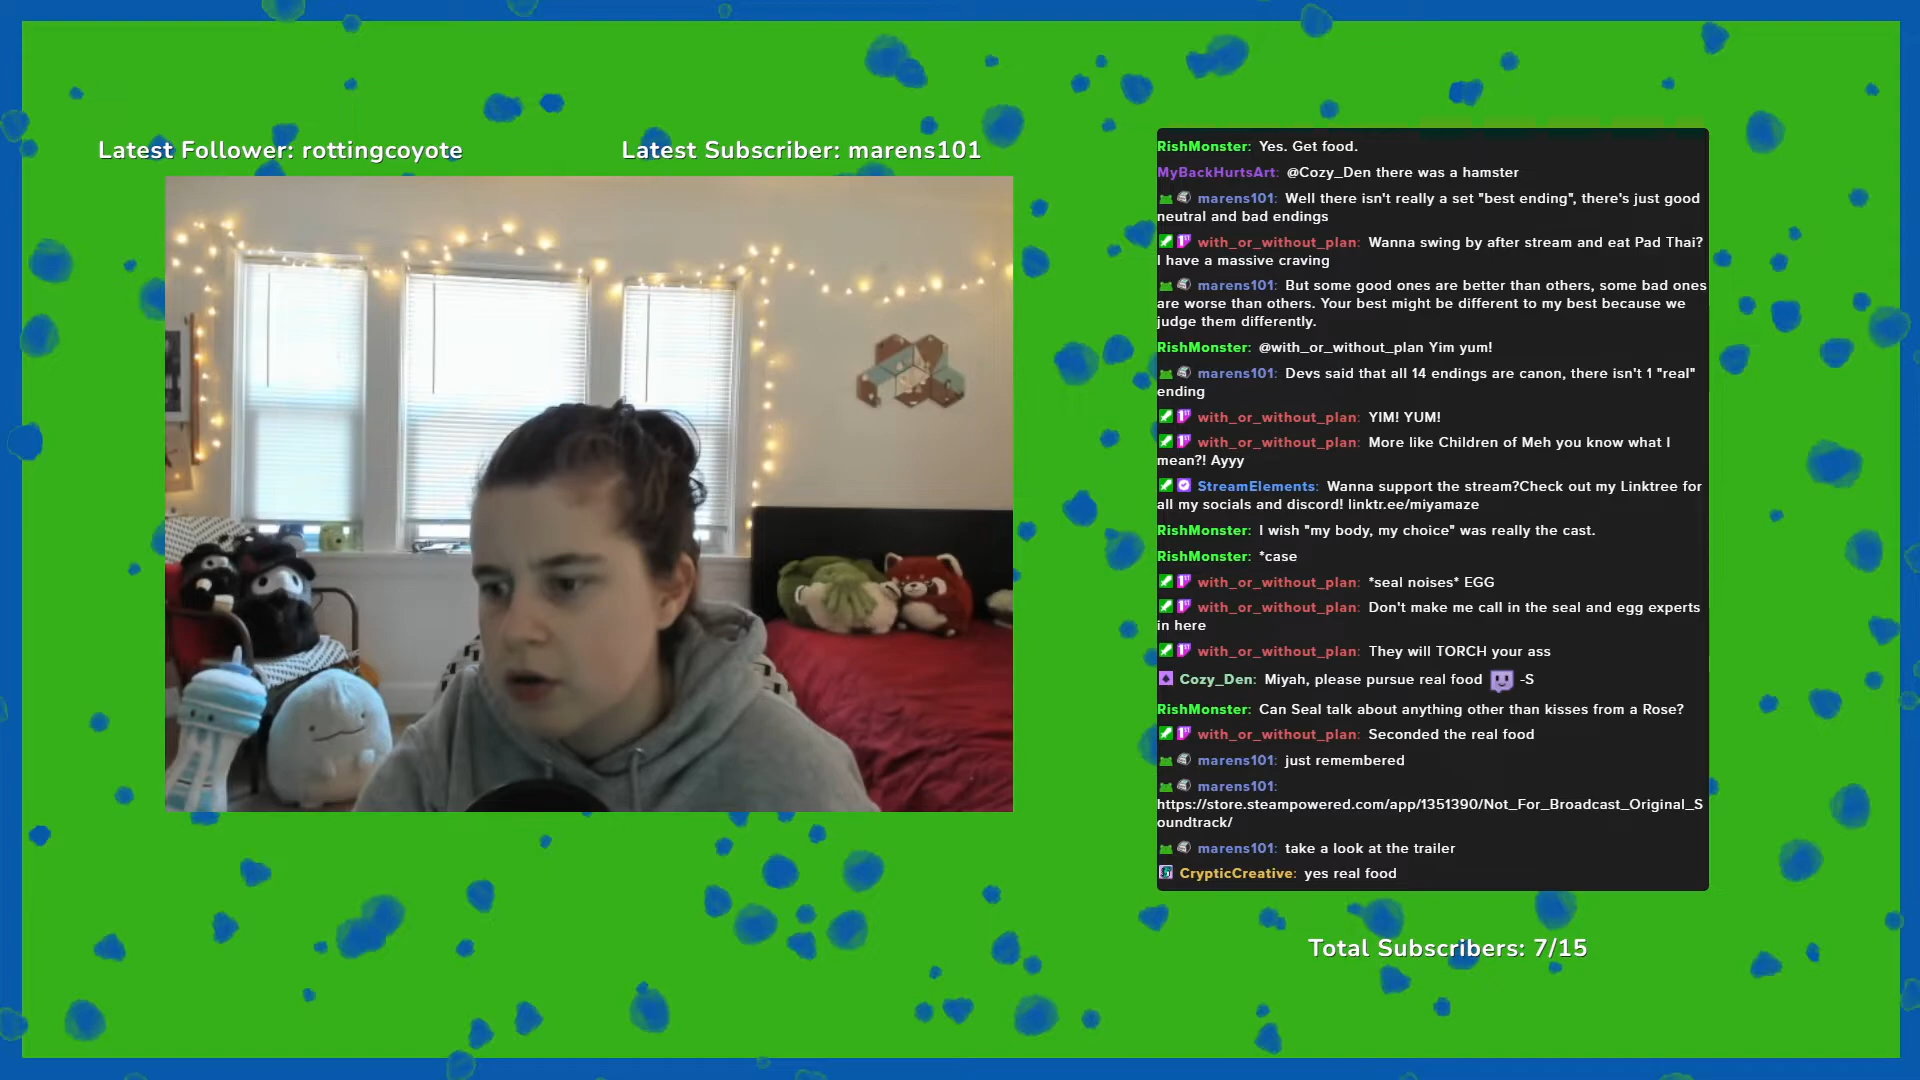 Latest Follower: rottingcoyote
Latest Subscriber: marens101
RishMonster: Yes. Get food.
MyBackHurtsArt: @Cozy_Den there was a hamster
marens101: Well there isn't really a set "best ending", there's just good
neutral and bad endings
with_or_without_plan: Wanna swing by after stream and eat Pad Thai?
I have a massive craving
marens101: But some good ones are better than others, some bad ones
are worse than others. Your best might be different to my best because we
judge them differently.
RishMonster: @with_or_without_plan Yim yum!
marens101: Devs said that all 14 endings are canon, there isn't 1 "real"
ending
with_or_without_plan: YIM! YUM!
with_or_without_plan: More like Children of Meh you know what I
mean?! Ayyy
StreamElements: Wanna support the stream?Check out my Linktree for
all my socials and discord! linktr.ee/miyamaze
RishMonster: I wish "my body, my choice" was really the cast.
RishMonster: *case
with_or_without_plan: *seal noises* EGG
with_or_without_plan: Don't make me call in the seal and egg experts
in here
with_or_without_plan: They will TORCH your ass
Cozy_Den: Miyah, please pursue real food -S
RishMonster: Can Seal talk about anything other than kisses from a Rose?
with_or_without_plan: Seconded the real food
marens101: just remembered
marens101:
https://store.steampowered.com/app/1351390/Not_For_Broadcast_Original_S
oundtrack/
marens101: take a look at the trailer
CrypticCreative: yes real food
Total Subscribers: 7/15